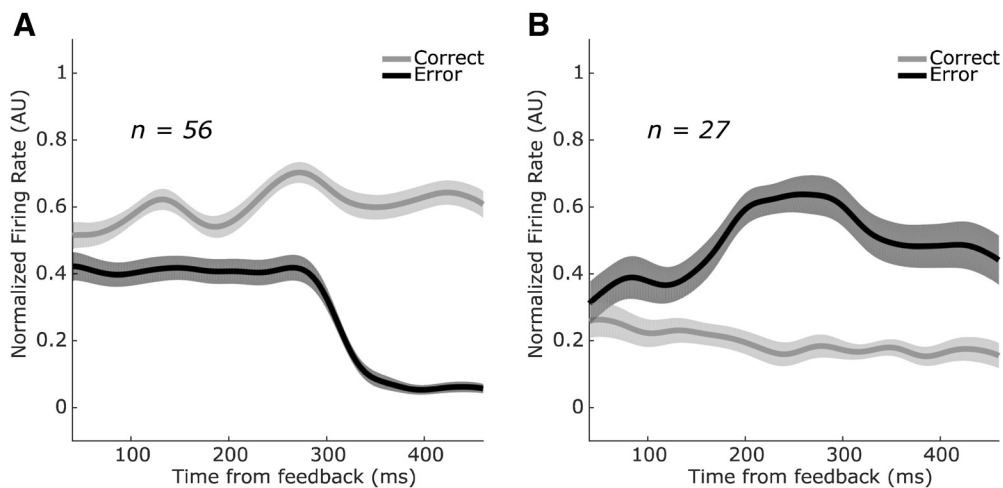 A
Correct
Error
n = 56
Normalized Firing Rate (AU)
1
0.8
0.6
0.4
0.2
0
100
200
300
400
Time from feedback (ms)
B
Correct
Error
n = 27
Normalized Firing Rate (AU)
1
0.8
0.6
0.4
0.2
0
100
200
300
400
Time from feedback (ms)